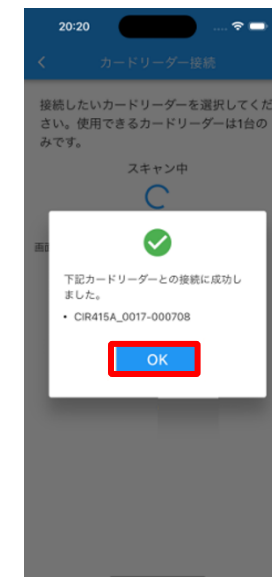 20:20
カードリーダー接続
接続したいカードリーダーを選択してくだ
さい。使用できるカードリーダーは1台の
みです。
スキャン中
下記カードリーダーとの接続に成功し
ました。
• CIR415A_0017-000708
OK